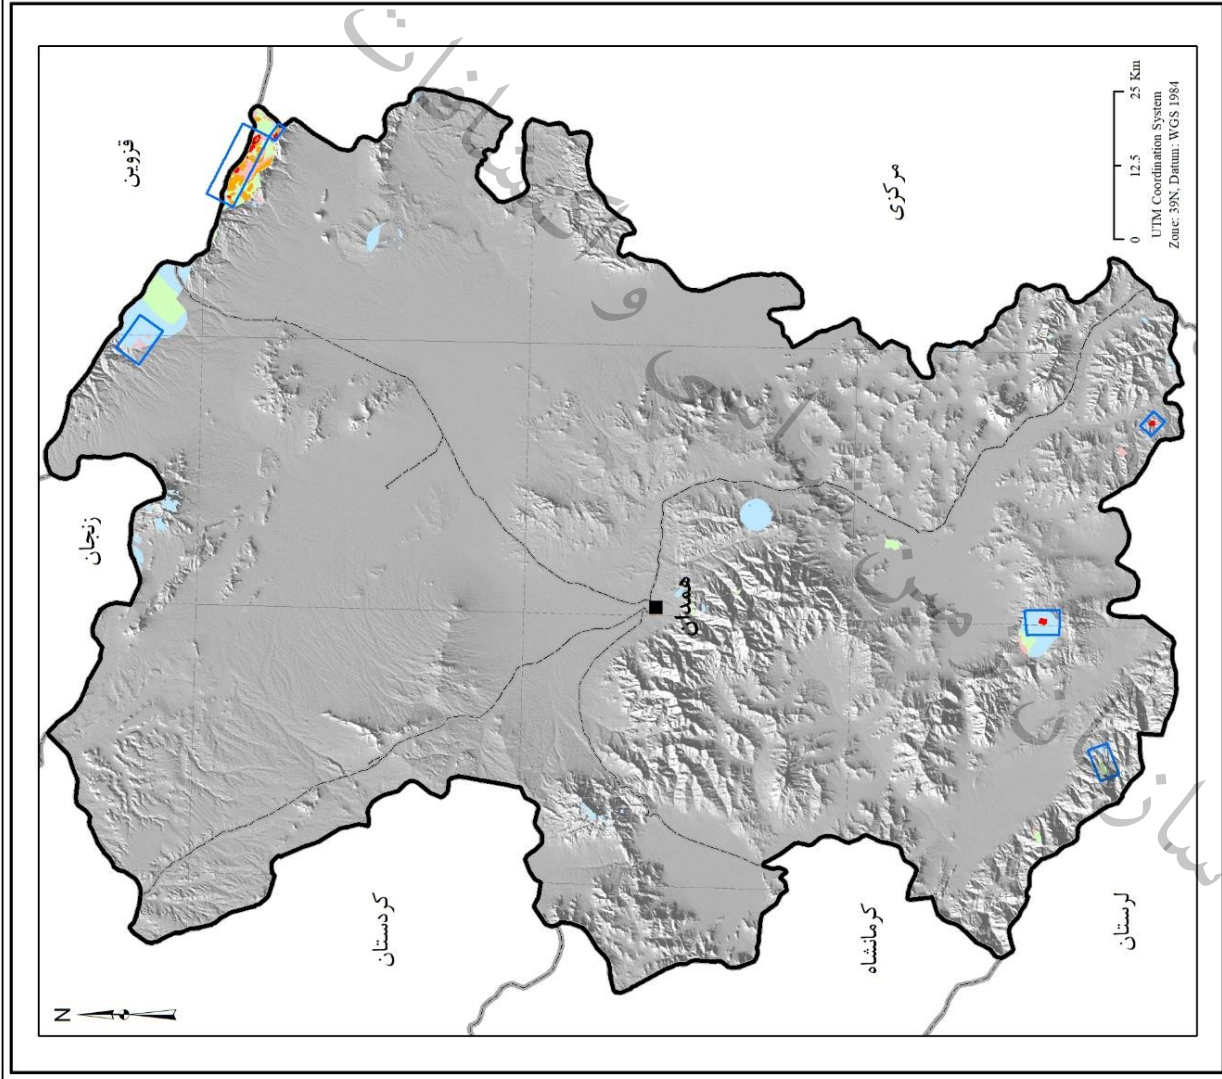 قزوین
زنجان
همدان
مرکزی
کردستان
کرمانشاه
لرستان
N
0 12.5 25 Km
UTM Coordination System
Zone: 39N, Datum: WGS 1984